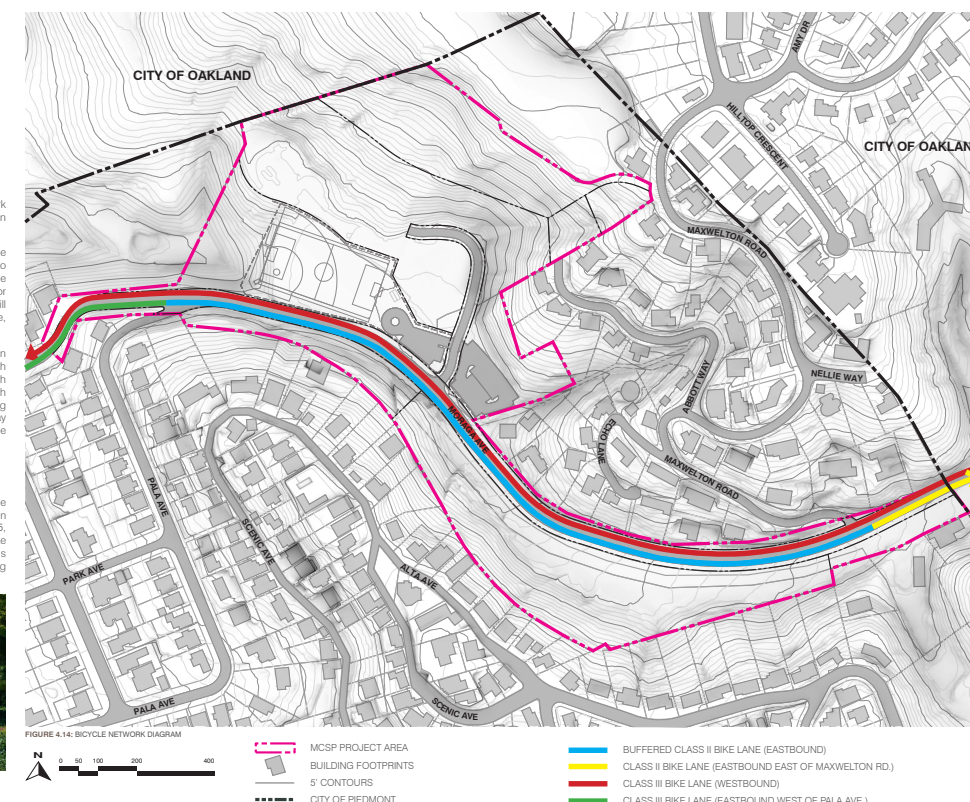 CITY OF OAKLAND
AMY DR
HILLTOP CRESCENT
CITY OF OAKLAN
MAXWELTON ROAD
NELLIE WAY
ABBOTT WAY
ECHO LANE
MAXWELTON ROAD
MORAGA AVE
PALA AVE
SCENIC AVE
PARK AVE
ALTA AVE
PALA AVE
SCENIC AVE
FIGURE 4.14: BICYCLE NETWORK DIAGRAM
N
0 50 100 200 400
MCSP PROJECT AREA
BUILDING FOOTPRINTS
5' CONTOURS
CITY OF PIEDMONT
BUFFERED CLASS II BIKE LANE (EASTBOUND)
CLASS II BIKE LANE (EASTBOUND EAST OF MAXWELTON RD.)
CLASS III BIKE LANE (WESTBOUND)
CLASS III BIKE LANE (EASTBOUND WEST OF PALA AVE.)